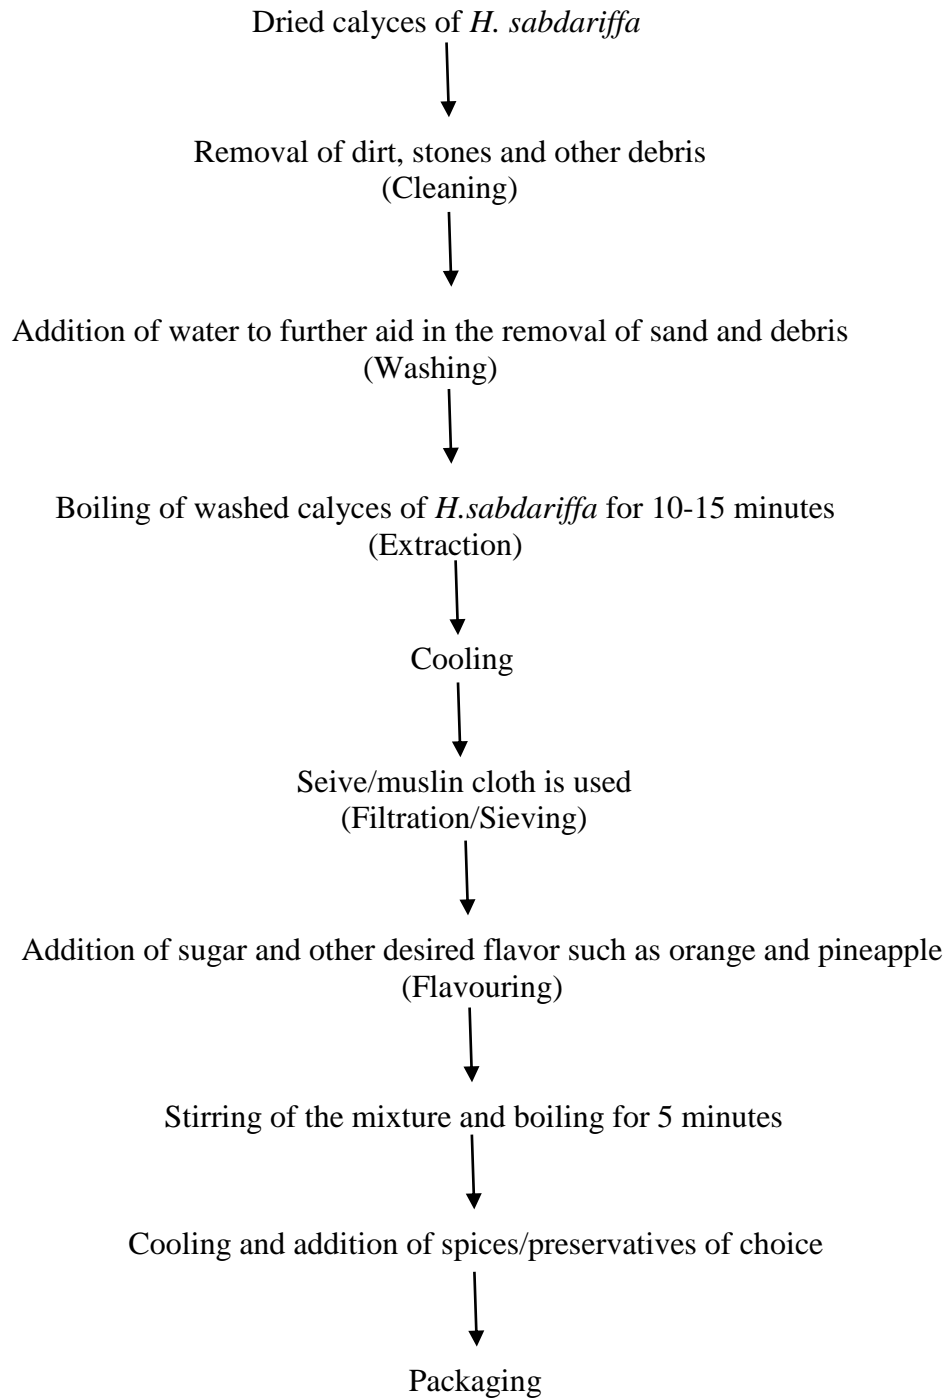 Dried calyces of H. sabdariffa
Removal of dirt, stones and other debris
(Cleaning)
Addition of water to further aid in the removal of sand and debris
(Washing)
Boiling of washed calyces of H.sabdariffa for 10-15 minutes
(Extraction)
Cooling
Seive/muslin cloth is used
(Filtration/Sieving)
Addition of sugar and other desired flavor such as orange and pineapple
(Flavouring)
Stirring of the mixture and boiling for 5 minutes
Cooling and addition of spices/preservatives of choice
Packaging